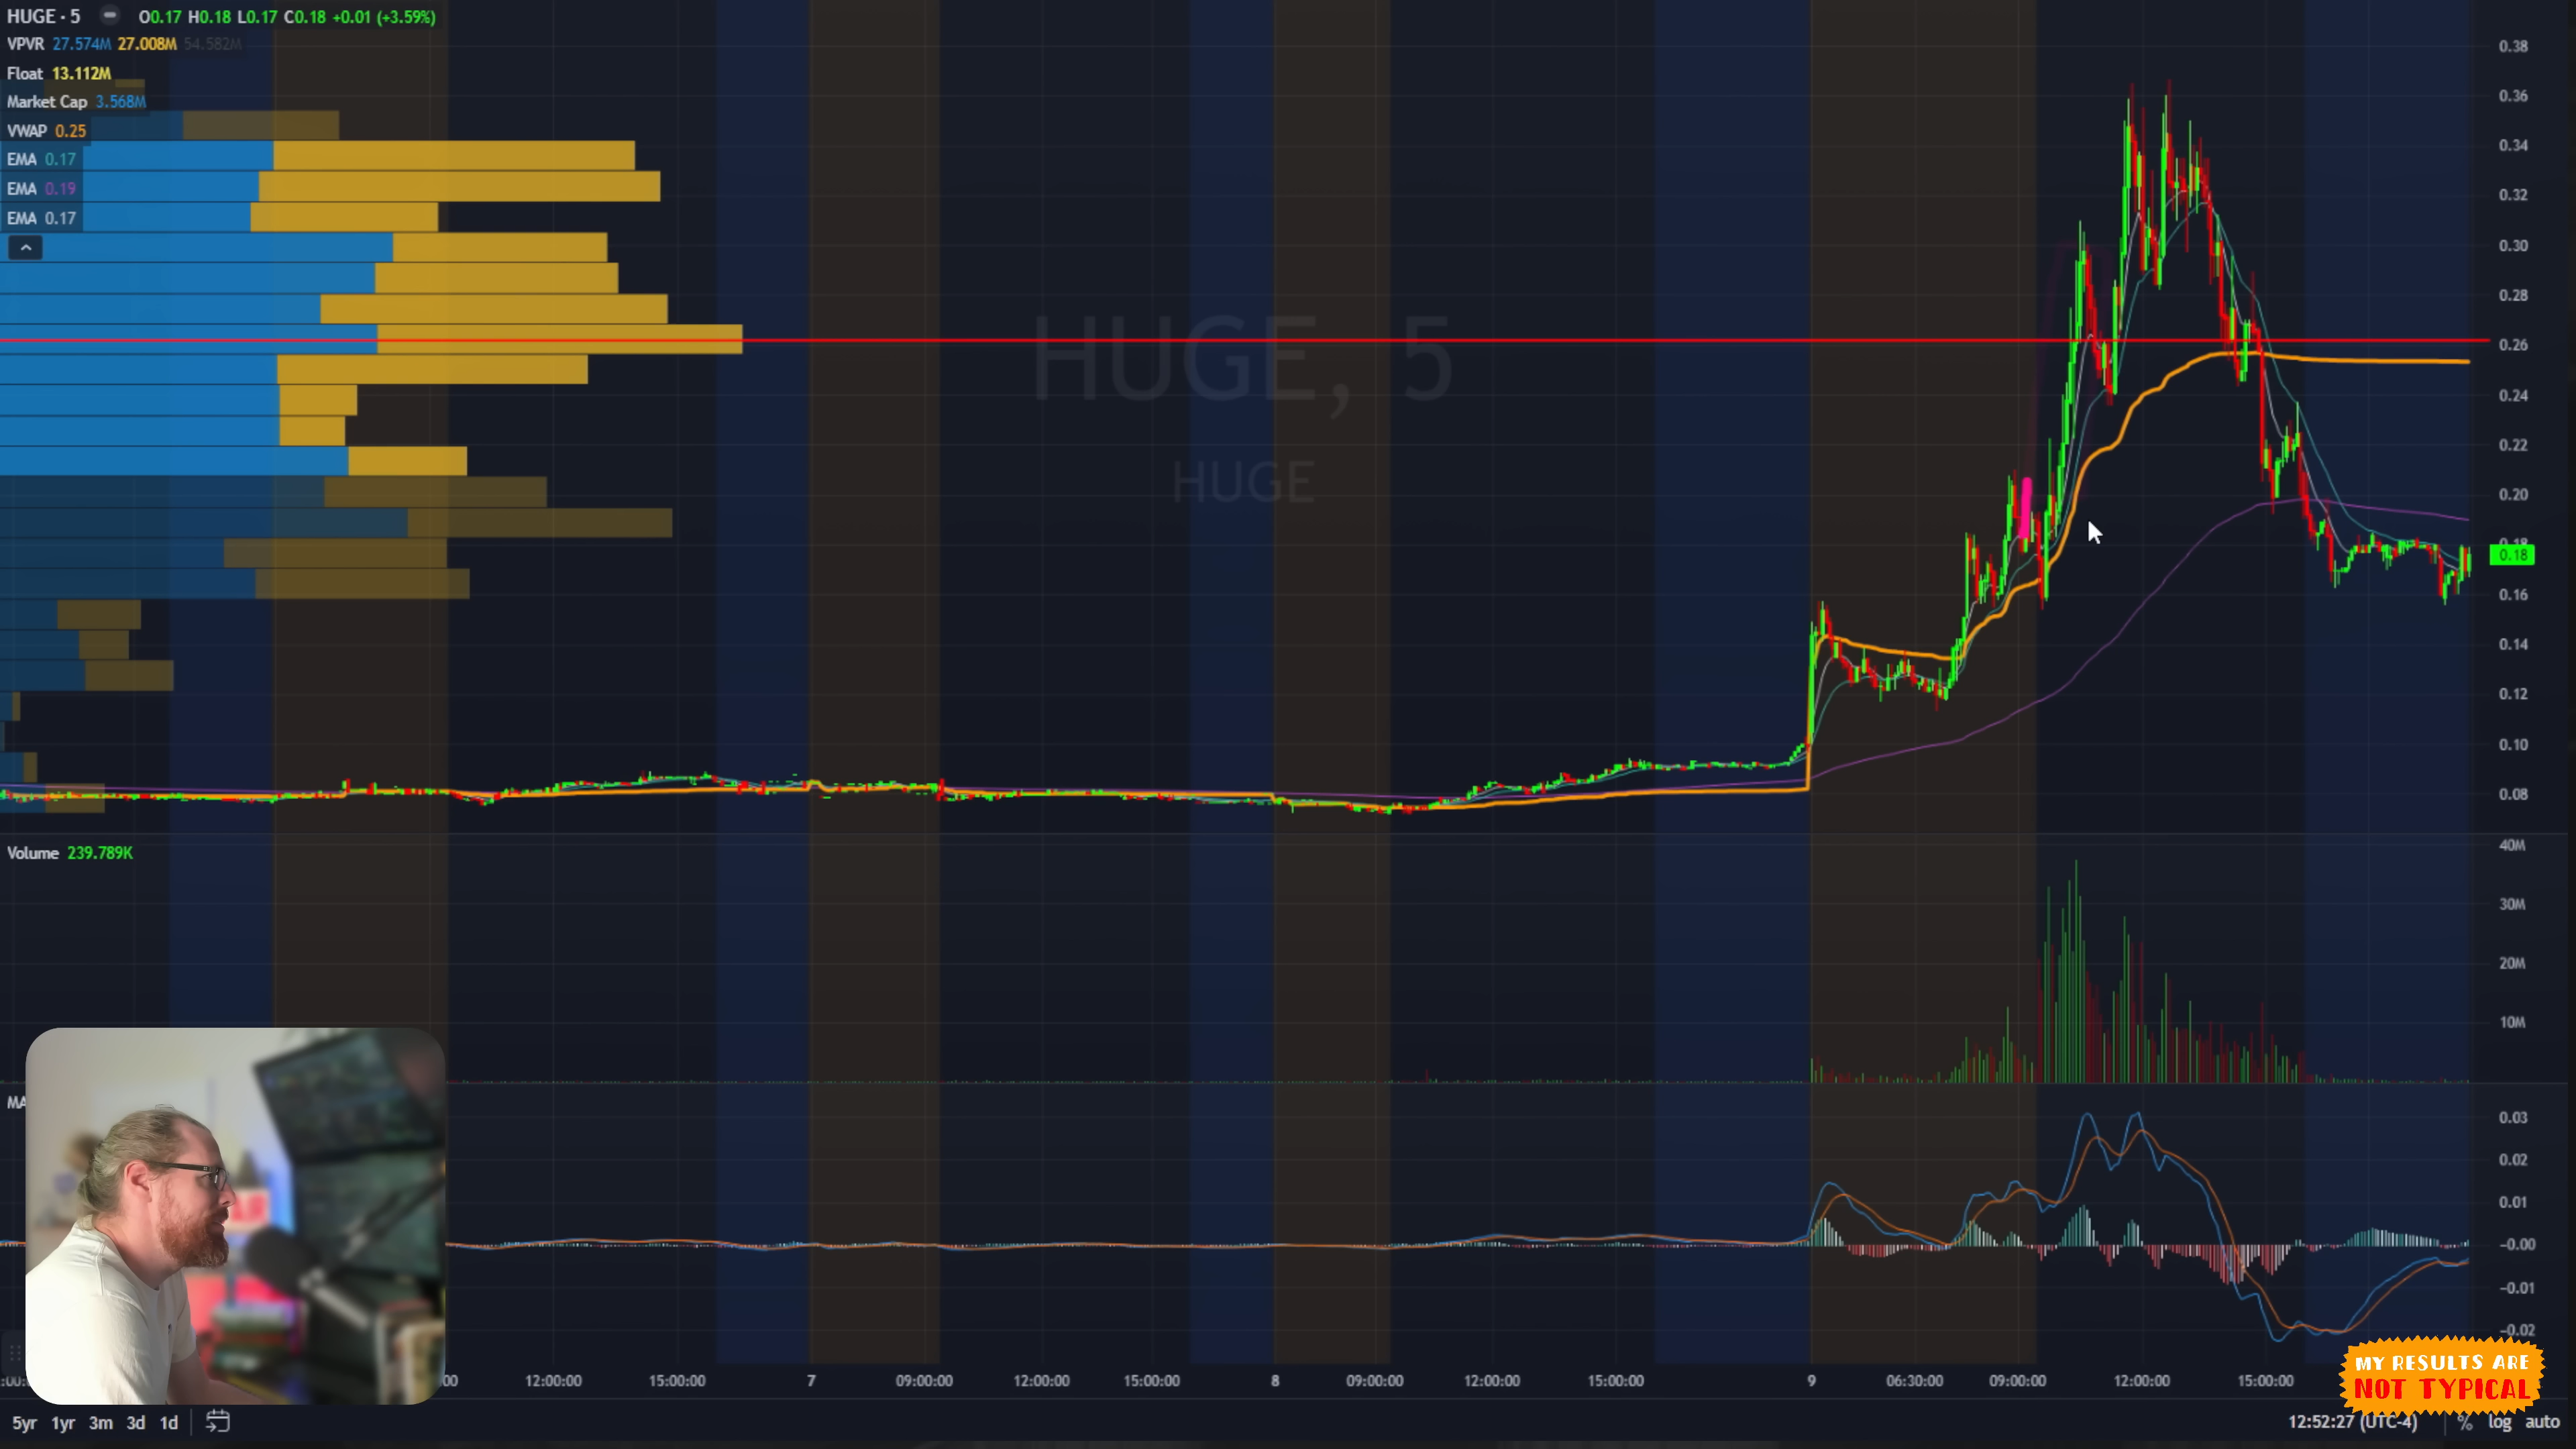 HUGE · 5 O0.17 H0.18 L0.17 C0.18 +0.01 (+3.59%)
VPVR 27.574M 27.008M 54.582M
Float 13.112M
Market Cap 3.568M
VWAP 0.25
EMA 0.17
EMA 0.19
EMA 0.17
HUGE, 5
HUGE
0.38
0.36
0.34
0.32
0.30
0.28
0.26
0.24
0.22
0.20
0.18
0.18
0.16
0.14
0.12
0.10
0.08
Volume 239.789K
40M
30M
20M
10M
MA
0.03
0.02
0.01
-0.00
-0.01
-0.02
12:00:00 15:00:00 7 09:00:00 12:00:00 15:00:00 8 09:00:00 12:00:00 15:00:00 9 06:30:00 09:00:00 12:00:00 15:00:00
MY RESULTS ARE
NOT TYPICAL
5yr 1yr 3m 3d 1d 12:52:27 (UTC-4) % log auto